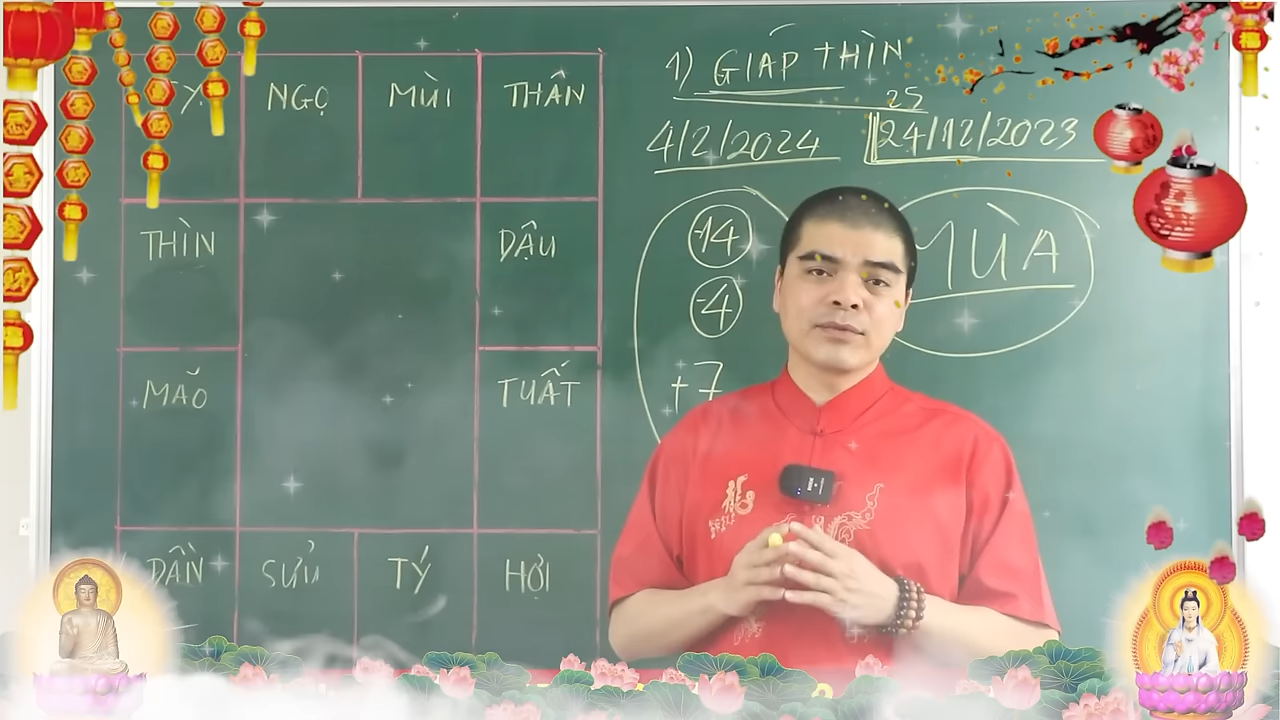 NGỌ MÙI THÂN
THÌN DẬU
MÃO TUẤT
DẦN SỬU TÝ HỢI
1) GIÁP THÌN
25
4/2/2024 24/12/2023
-14
-4
+7
MÙA
福